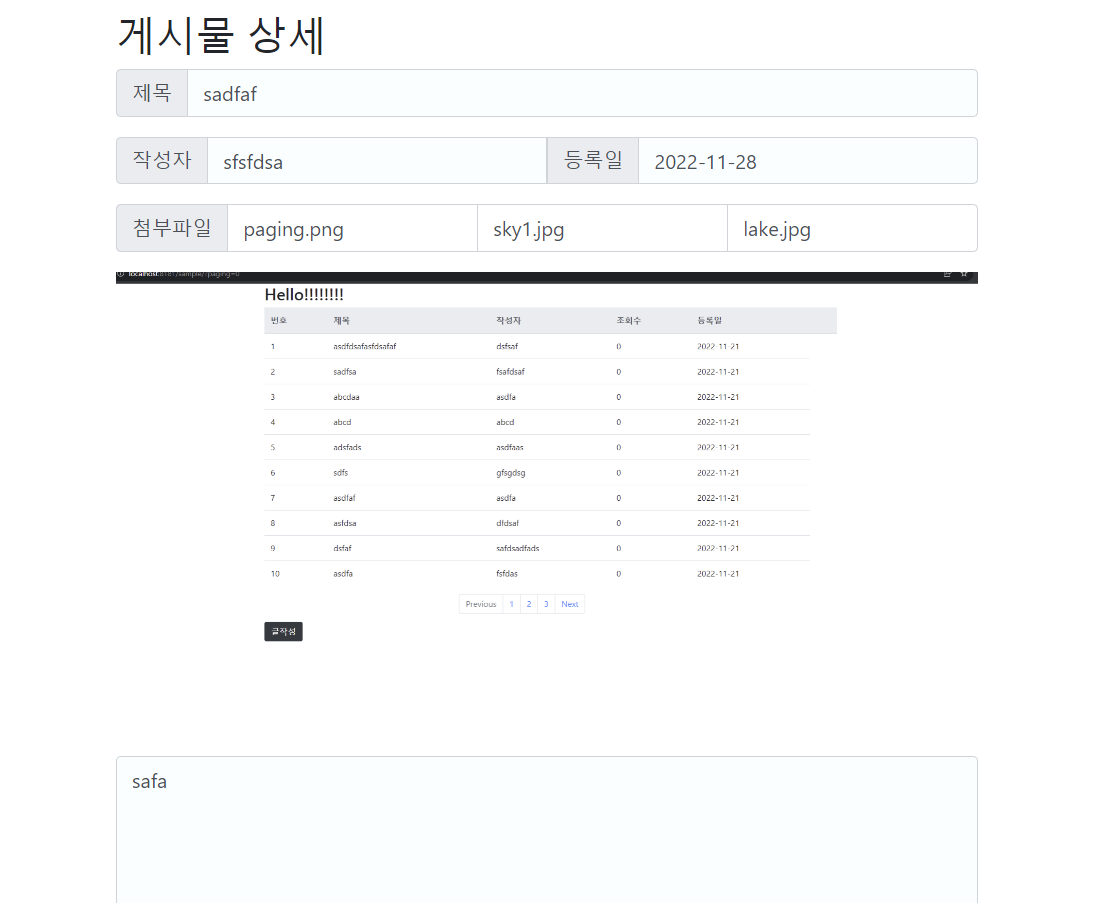 게시물 상세
제목 sadfaf
작성자 sfsfdsa 등록일 2022-11-28
첨부파일 paging.png sky1.jpg lake.jpg
localhost:8181/sample/?paging=0
Hello!!!!!!!!
번호 제목 작성자 조회수 등록일
1 asdfdsafasfdsafaf dsfsaf 0 2022-11-21
2 sadfsa fsafdsaf 0 2022-11-21
3 abcdaa asdfa 0 2022-11-21
4 abcd abcd 0 2022-11-21
5 adsfads asdfaas 0 2022-11-21
6 sdfs gfsgdsg 0 2022-11-21
7 asdfaf asdfa 0 2022-11-21
8 asfdsa dfdsaf 0 2022-11-21
9 dsfaf safdsadfads 0 2022-11-21
10 asdfa fsfdas 0 2022-11-21
Previous 1 2 3 Next
글작성
safa